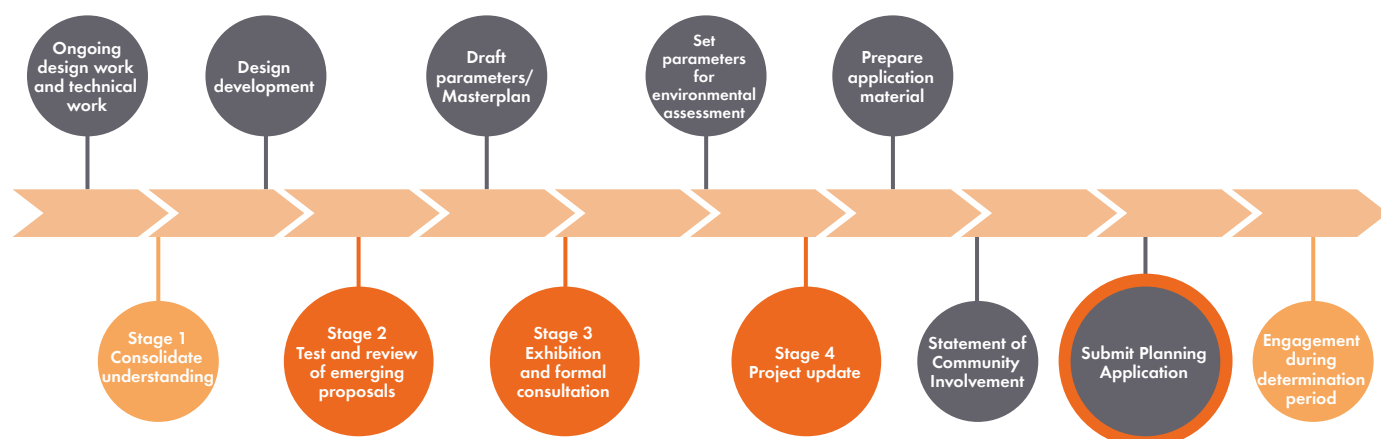 Ongoing
design work
and technical
work
Design
development
Draft
parameters/
Masterplan
Set
parameters
for
environmental
assessment
Prepare
application
material
Stage 1
Consolidate
understanding
Stage 2
Test and review
of emerging
proposals
Stage 3
Exhibition
and formal
consultation
Stage 4
Project update
Statement of
Community
Involvement
Submit Planning
Application
Engagement
during
determination
period